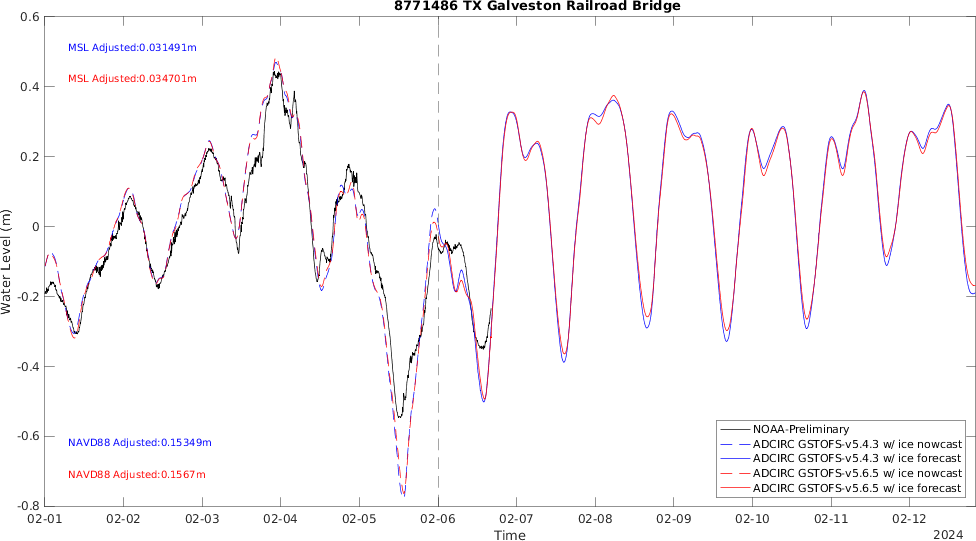 8771486 TX Galveston Railroad Bridge
0.6
MSL Adjusted:0.031491m
MSL Adjusted:0.034701m
0.4
0.2
0
-0.2
-0.4
-0.6
-0.8
Water Level (m)
NAVD88 Adjusted:0.15349m
NAVD88 Adjusted:0.1567m
NOAA-Preliminary
ADCIRC GSTOFS-v5.4.3 w/ ice nowcast
ADCIRC GSTOFS-v5.4.3 w/ ice forecast
ADCIRC GSTOFS-v5.6.5 w/ ice nowcast
ADCIRC GSTOFS-v5.6.5 w/ ice forecast
02-01 02-02 02-03 02-04 02-05 02-06 02-07 02-08 02-09 02-10 02-11 02-12
Time
2024